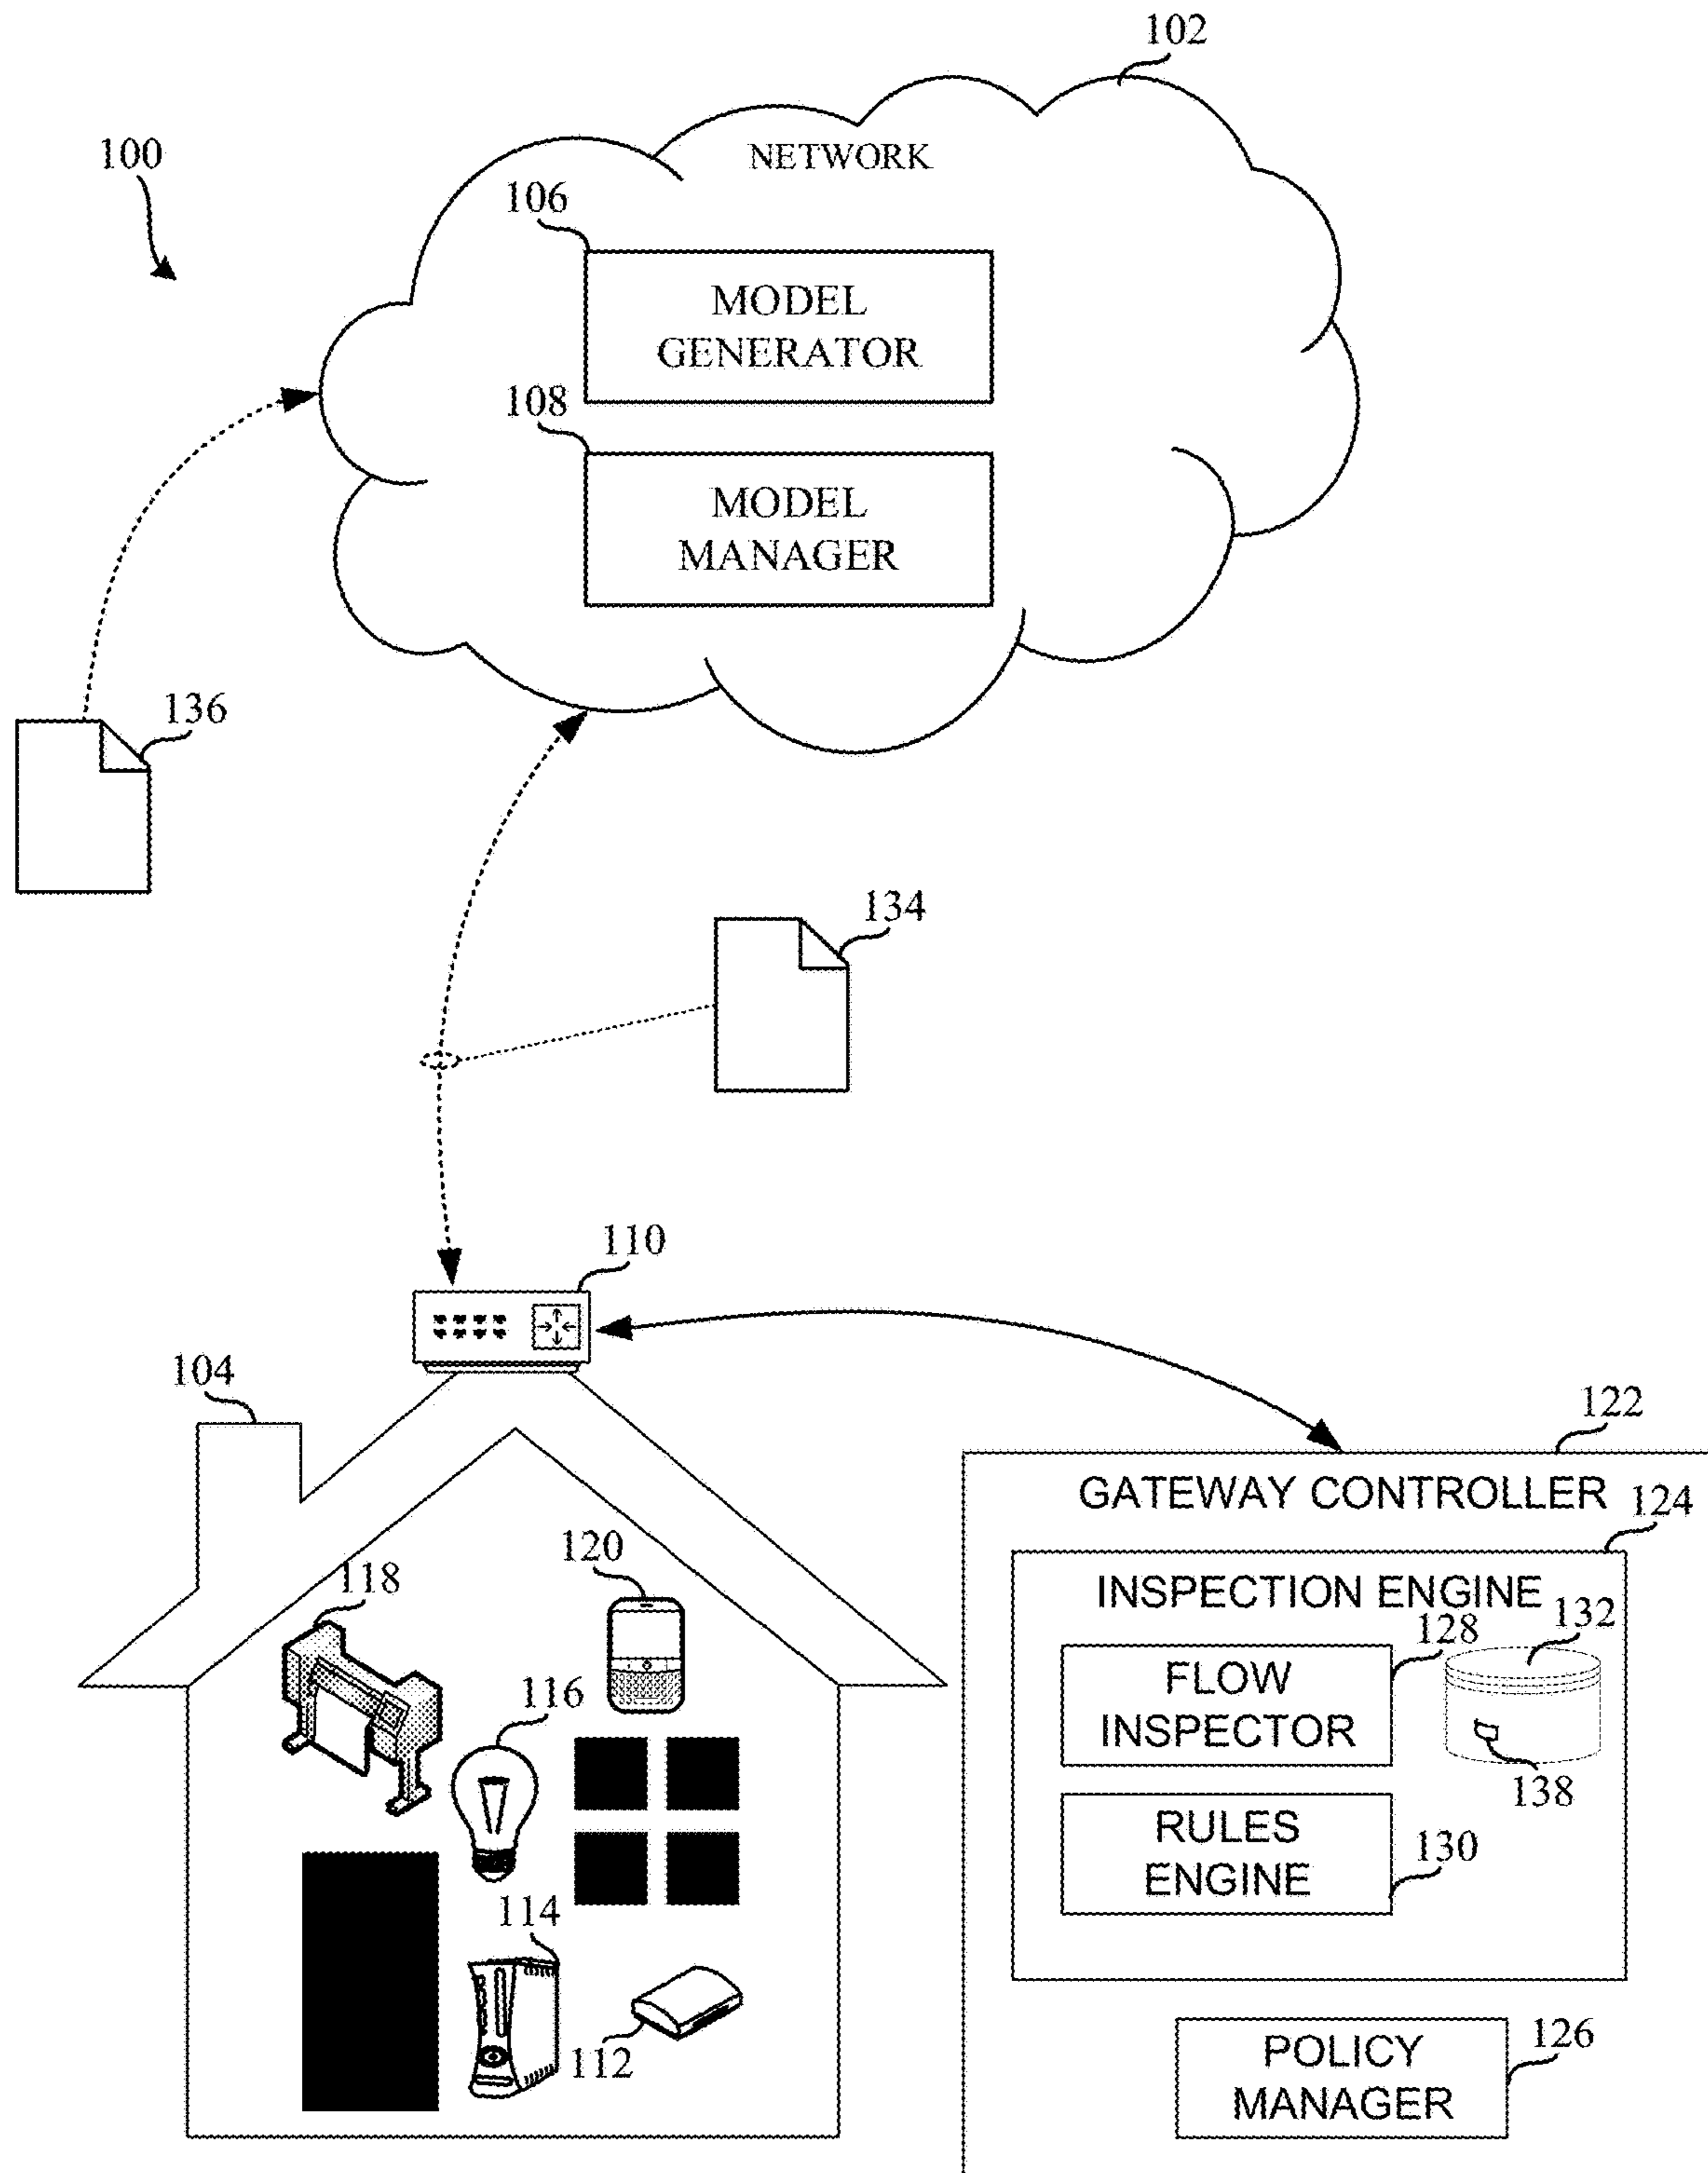 102
100
NETWORK
106
MODEL
GENERATOR
108
MODEL
MANAGER
136
134
110
104
122
GATEWAY CONTROLLER
124
120
118
INSPECTION ENGINE
132
128
FLOW
INSPECTOR
116
138
RULES
ENGINE
130
114
112
126
POLICY
MANAGER